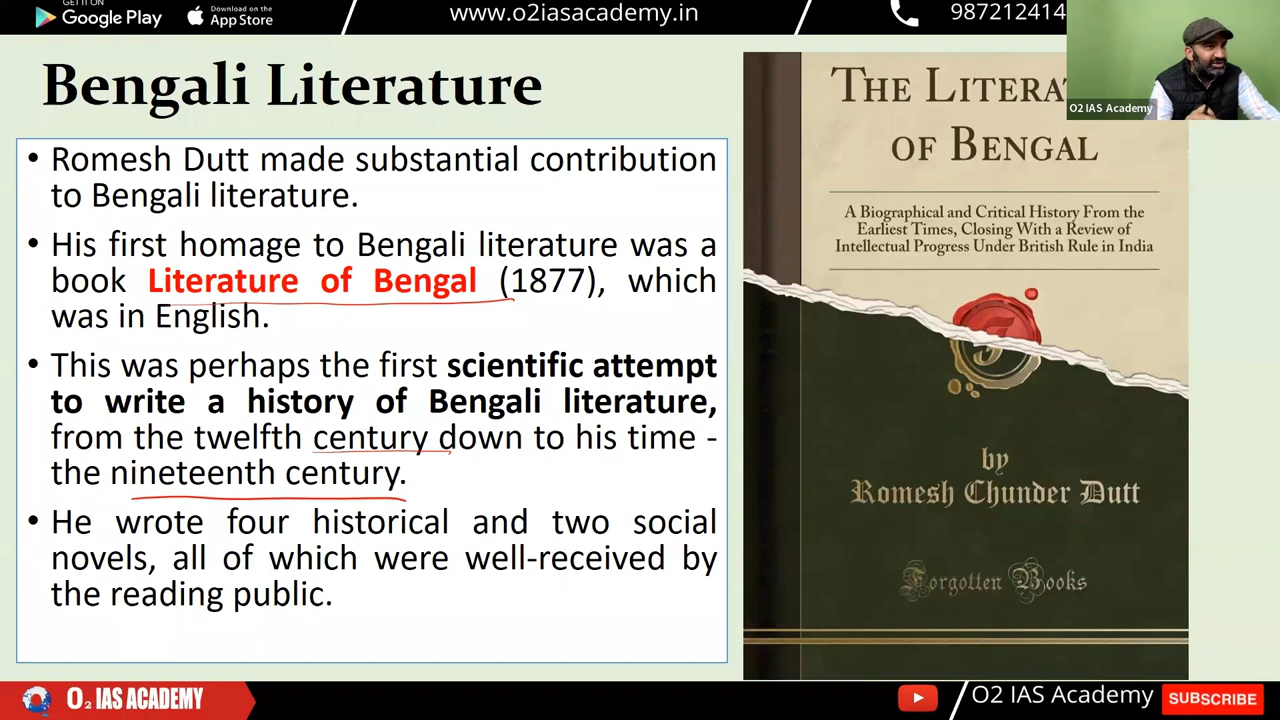 GET IT ON
Google Play
Download on the
App Store
www.o2iasacademy.in
987212414
O2 IAS Academy
Bengali Literature
• Romesh Dutt made substantial contribution
to Bengali literature.
• His first homage to Bengali literature was a
book Literature of Bengal (1877), which
was in English.
• This was perhaps the first scientific attempt
to write a history of Bengali literature,
from the twelfth century down to his time -
the nineteenth century.
• He wrote four historical and two social
novels, all of which were well-received by
the reading public.
THE
OF BENGAL
A Biographical and Critical History From the
Earliest Times, Closing With a Review of
Intellectual Progress Under British Rule in India
by
Romesh Chunder Dutt
Forgotten Books
O2 IAS ACADEMY
O2 IAS Academy
SUBSCRIBE